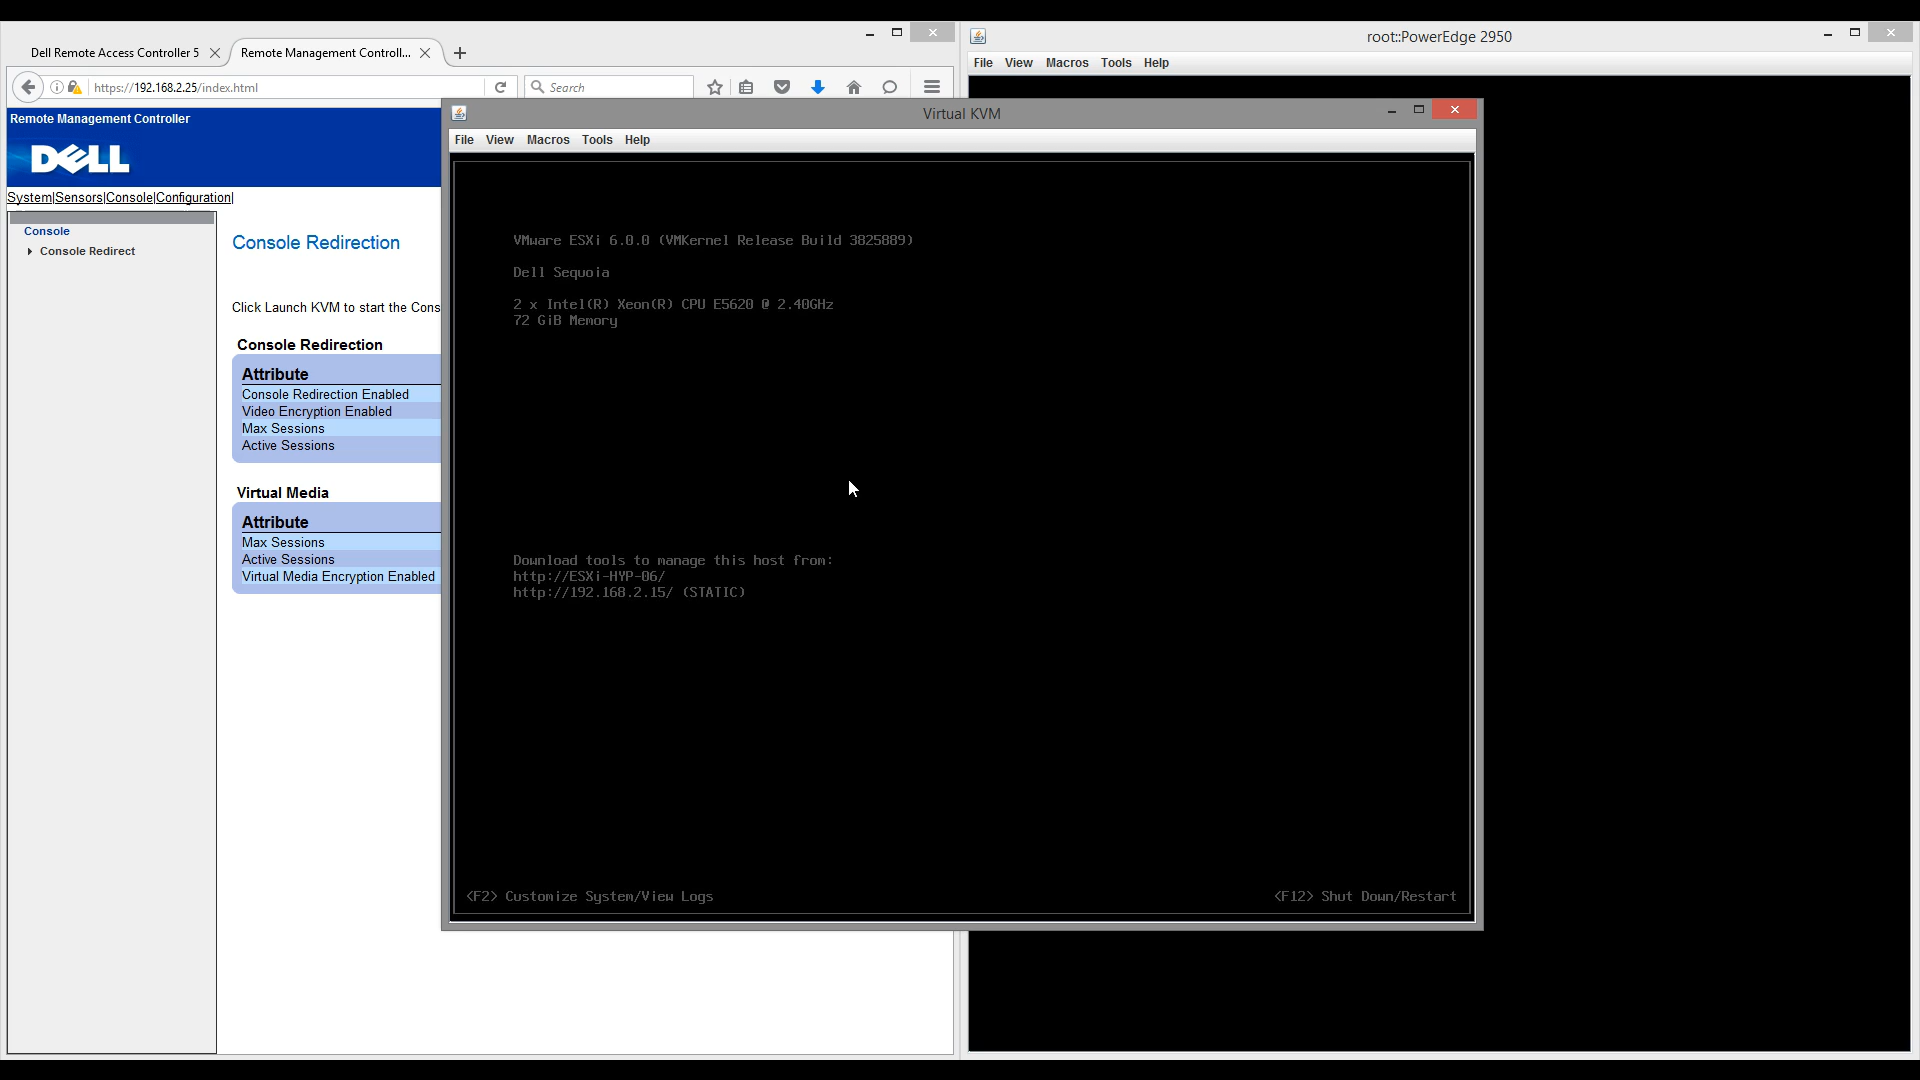 Dell Remote Access Controller 5
Remote Management Controll...
https://192.168.2.25/index.html
Search
Remote Management Controller
DELL
System|Sensors|Console|Configuration|
Console
Console Redirect
Console Redirection
Click Launch KVM to start the Cons
Console Redirection
Attribute
Console Redirection Enabled
Video Encryption Enabled
Max Sessions
Active Sessions
Virtual Media
Attribute
Max Sessions
Active Sessions
Virtual Media Encryption Enabled
Virtual KVM
File View Macros Tools Help
VMware ESXi 6.0.0 (VMKernel Release Build 3825889)
Dell Sequoia
2 x Intel(R) Xeon(R) CPU E5620 @ 2.40GHz
72 GiB Memory
Download tools to manage this host from:
http://ESXi-HYP-06/
http://192.168.2.15/ (STATIC)
<F2> Customize System/View Logs
<F12> Shut Down/Restart
root::PowerEdge 2950
File View Macros Tools Help